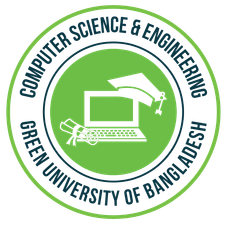 COMPUTER SCIENCE & ENGINEERING
GREEN UNIVERSITY OF BANGLADESH